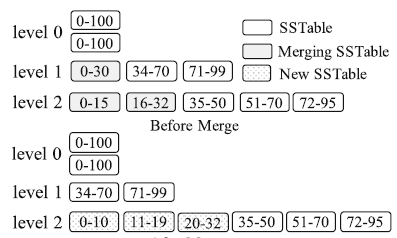 level 0 0-100 SSTable
0-100 Merging SSTable
level 1 0-30 34-70 71-99 New SSTable
level 2 0-15 16-32 35-50 51-70 72-95
Before Merge
level 0 0-100
0-100
level 1 34-70 71-99
level 2 0-10 11-19 20-32 35-50 51-70 72-95